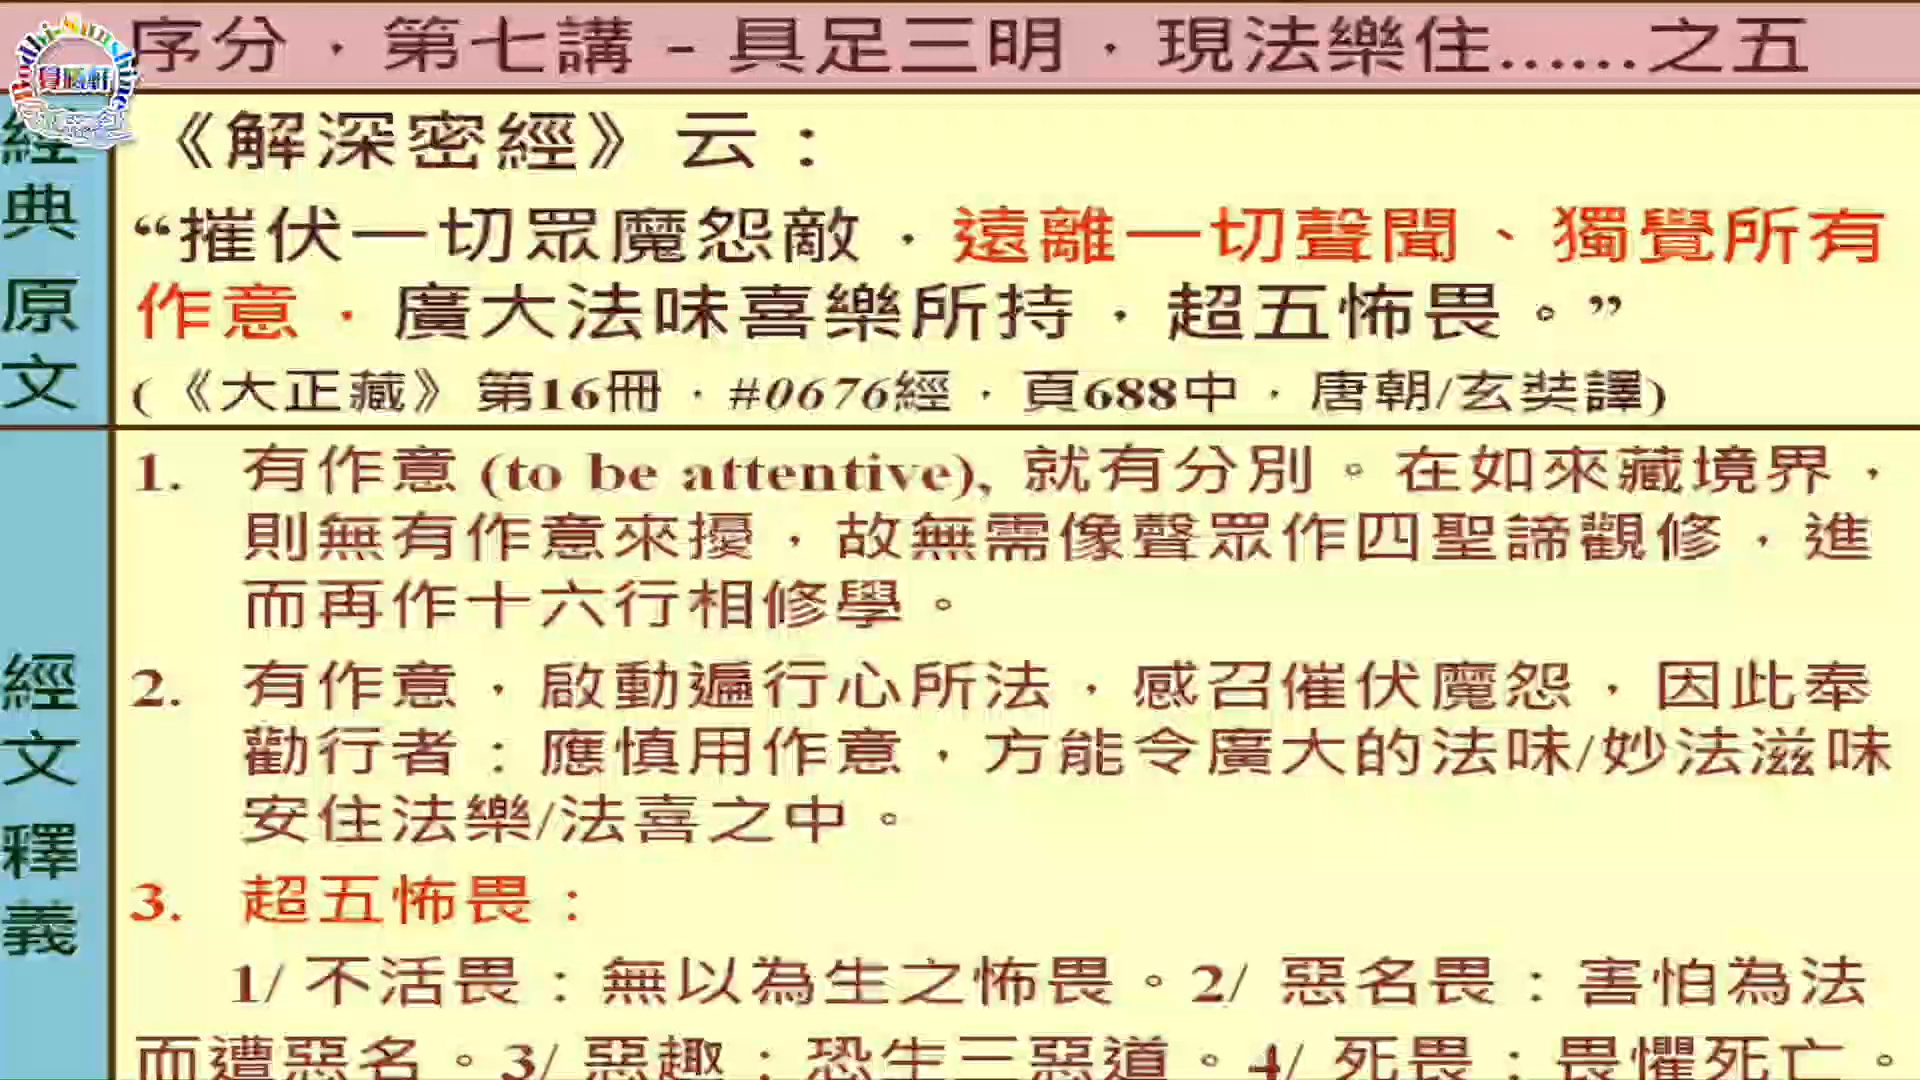 Bodhi-Sunshine
序分，第七講 - 具足三明，現法樂住……之五
經典原文
《解深密經》云：
“摧伏一切眾魔怨敵，遠離一切聲聞、獨覺所有
作意，廣大法味喜樂所持，超五怖畏。”
(《大正藏》第16冊，#0676經，頁688中，唐朝/玄奘譯)
經文釋義
1. 有作意 (to be attentive), 就有分別。在如來藏境界，
則無有作意來擾，故無需像聲眾作四聖諦觀修，進
而再作十六行相修學。
2. 有作意，啟動遍行心所法，感召催伏魔怨，因此奉
勸行者：應慎用作意，方能令廣大的法味/妙法滋味
安住法樂/法喜之中。
3. 超五怖畏：
1/ 不活畏：無以為生之怖畏。2/ 惡名畏：害怕為法
而遭惡名。3/ 惡趣：恐生三惡道。4/ 死畏：畏懼死亡。